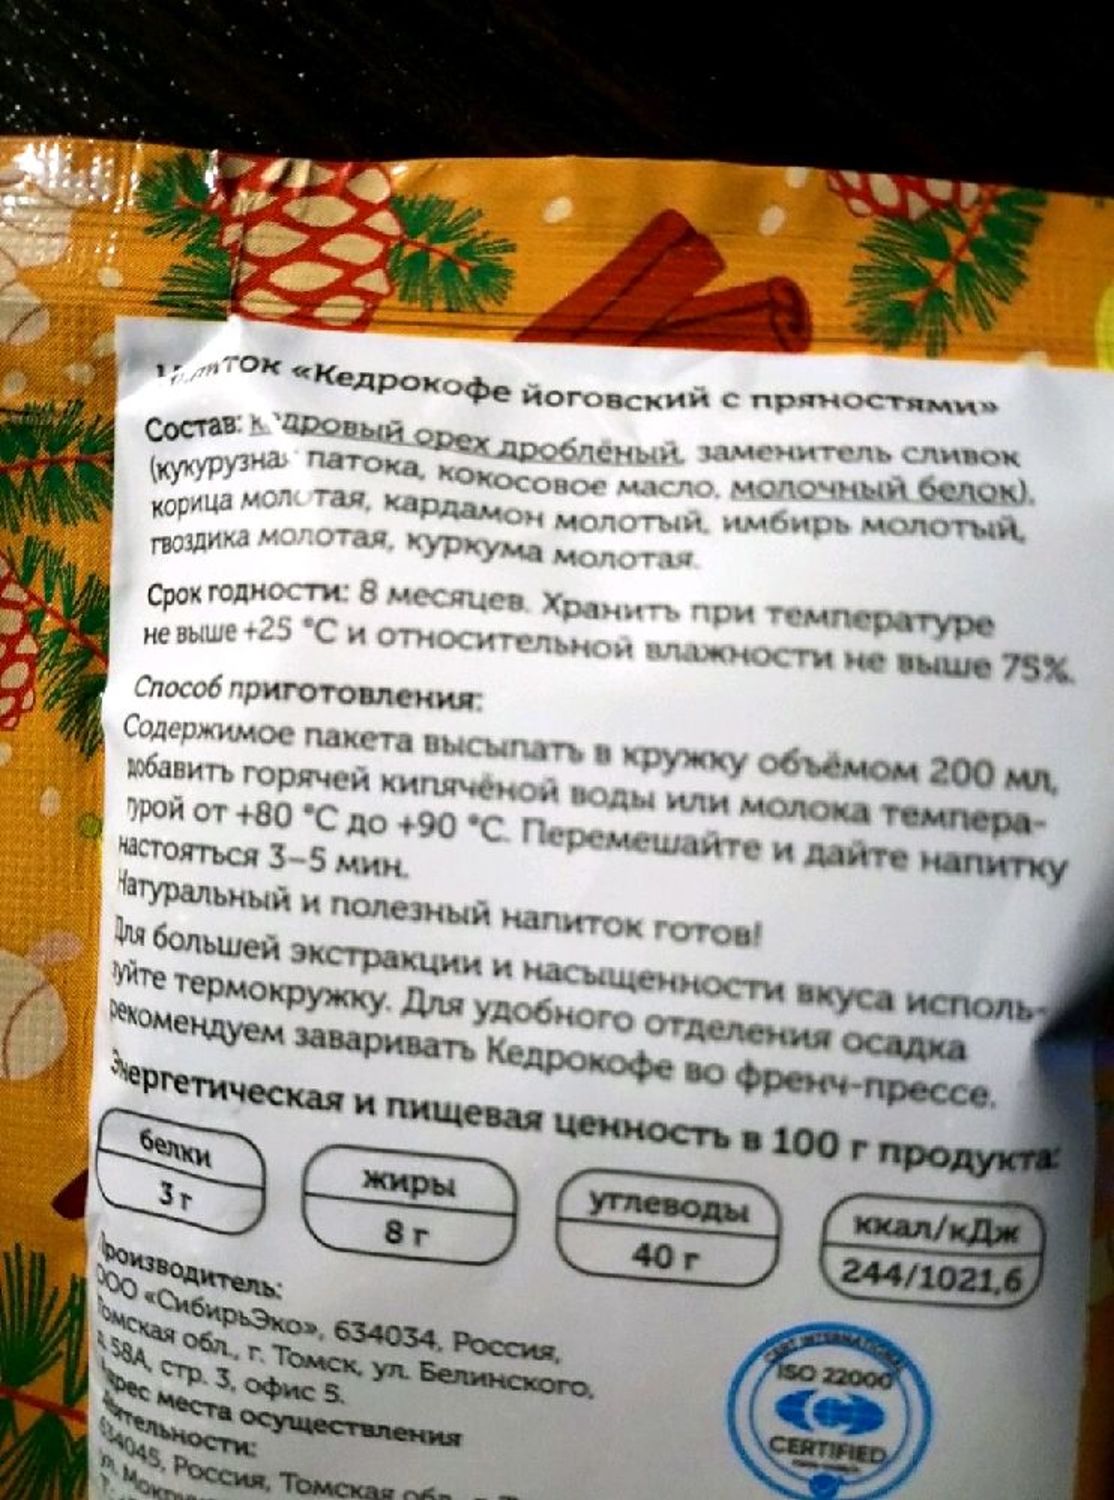 Напиток «Кедрокофе йоговский с пряностями»
Состав: кедровый орех дроблёный, заменитель сливок
(кукурузная патока, кокосовое масло, молочный белок),
корица молотая, кардамон молотый, имбирь молотый,
гвоздика молотая, куркума молотая.
Срок годности: 8 месяцев. Хранить при температуре
не выше +25 °C и относительной влажности не выше 75%.
Способ приготовления:
Содержимое пакета высыпать в кружку объёмом 200 мл,
добавить горячей кипячёной воды или молока темпера-
турой от +80 °C до +90 °C. Перемешайте и дайте напитку
настояться 3–5 мин.
Натуральный и полезный напиток готов!
Для большей экстракции и насыщенности вкуса исполь-
зуйте термокружку. Для удобного отделения осадка
рекомендуем заваривать Кедрокофе во френч-прессе.
Энергетическая и пищевая ценность в 100 г продукта:
белки
3 г
жиры
8 г
углеводы
40 г
ккал/кДж
244/1021,6
Производитель:
ООО «СибирьЭко», 634034, Россия,
Томская обл., г. Томск, ул. Белинского,
д. 58А, стр. 3, офис 5.
Адрес места осуществления
деятельности:
634045, Россия, Томская обл.,
ул.
CERT INTERNATIONAL
ISO 22000
CERTIFIED